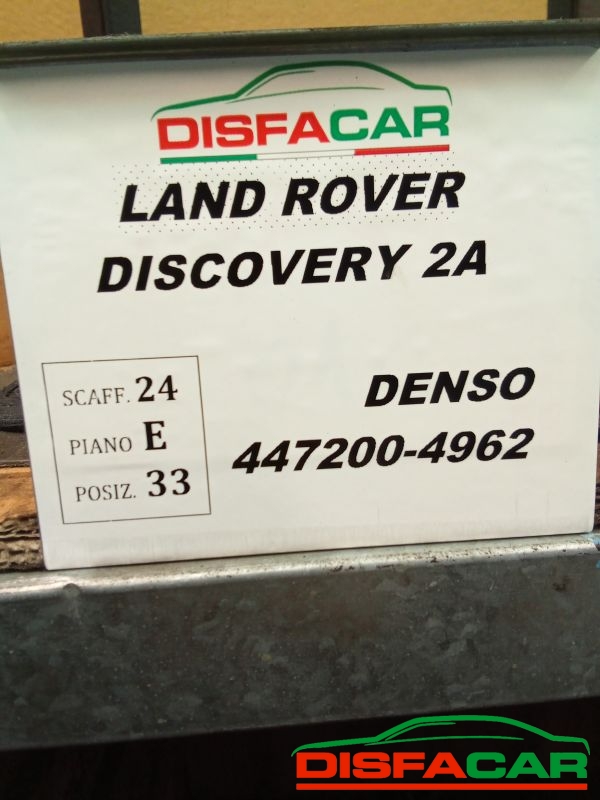 DISFACAR
LAND ROVER
DISCOVERY 2A
SCAFF. 24
PIANO E
POSIZ. 33
DENSO
447200-4962
DISFACAR